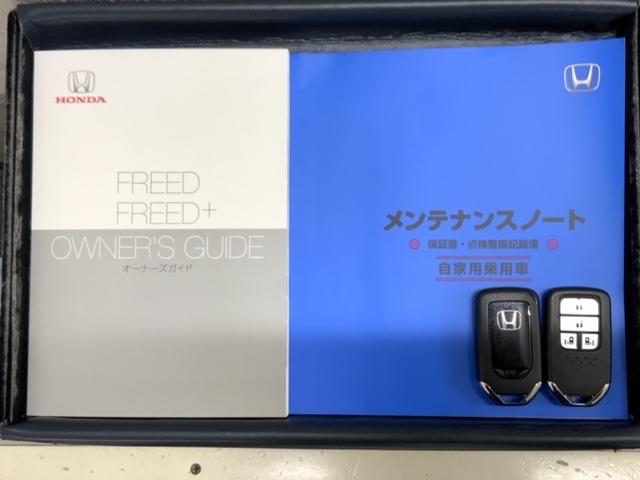 HONDA
FREED
FREED+
OWNER'S GUIDE
オーナーズガイド
メンテナンスノート
保証書・点検整備記録簿
自家用乗用車